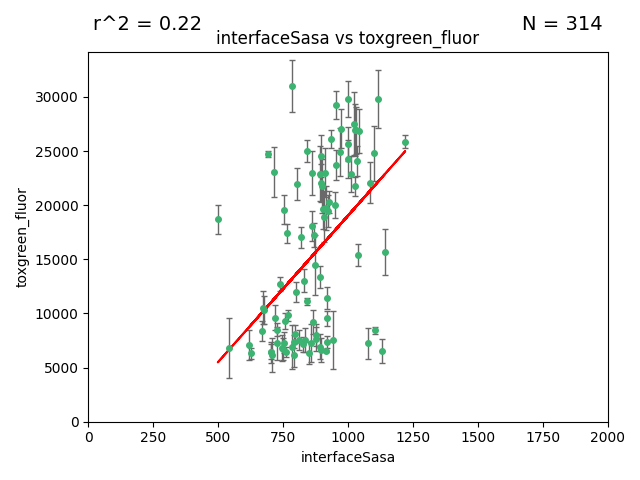 r^2 = 0.22
N = 314
interfaceSasa vs toxgreen_fluor
30000
25000
20000
15000
10000
5000
0
toxgreen_fluor
0 250 500 750 1000 1250 1500 1750 2000
interfaceSasa